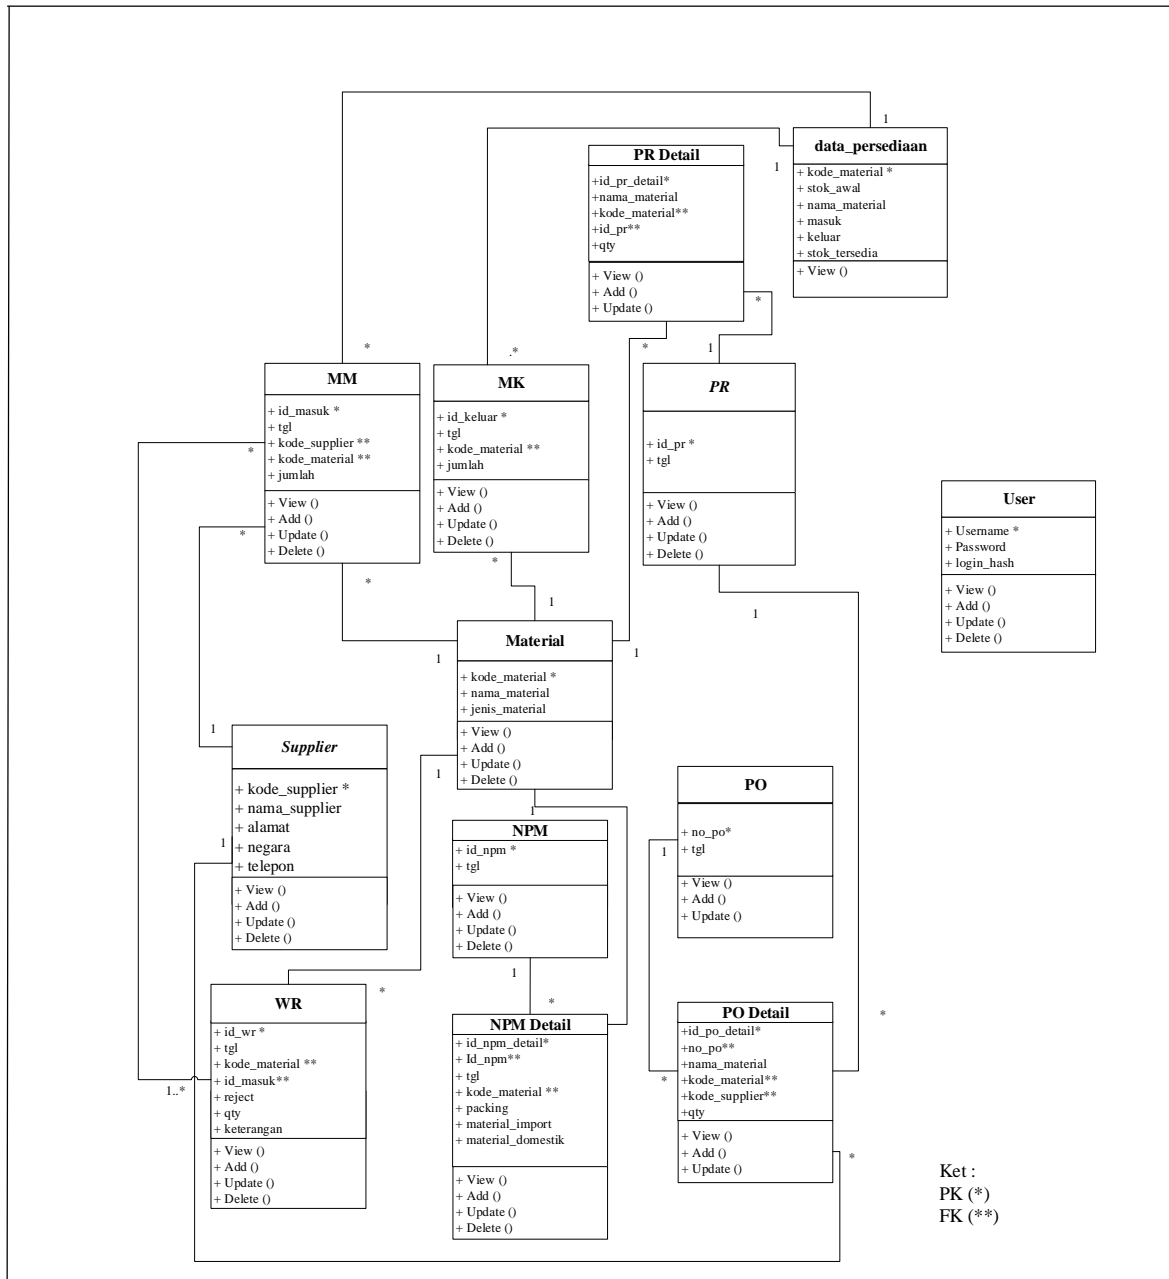 1
data_persediaan
+ kode_material *
+ stok_awal
+ nama_material
+ masuk
+ keluar
+ stok_tersedia
+ View ()
1
PR Detail
+id_pr_detail*
+nama_material
+kode_material**
+id_pr**
+qty
+ View ()
+ Add ()
+ Update ()
*
*
1
*
.*
MM
+ id_masuk *
+ tgl
+ kode_supplier **
+ kode_material **
+ jumlah
+ View ()
+ Add ()
+ Update ()
+ Delete ()
*
*
*
MK
+ id_keluar *
+ tgl
+ kode_material **
+ jumlah
+ View ()
+ Add ()
+ Update ()
+ Delete ()
*
1
PR
+ id_pr *
+ tgl
+ View ()
+ Add ()
+ Update ()
+ Delete ()
1
User
+ Username *
+ Password
+ login_hash
+ View ()
+ Add ()
+ Update ()
+ Delete ()
Material
+ kode_material *
+ nama_material
+ jenis_material
+ View ()
+ Add ()
+ Update ()
+ Delete ()
1
1
1
1
1
Supplier
+ kode_supplier *
+ nama_supplier
+ alamat
+ negara
+ telepon
+ View ()
+ Add ()
+ Update ()
+ Delete ()
1
NPM
+ id_npm *
+ tgl
+ View ()
+ Add ()
+ Update ()
+ Delete ()
1
*
PO
+ no_po*
+ tgl
+ View ()
+ Add ()
+ Update ()
1
*
WR
+ id_wr *
+ tgl
+ kode_material **
+ id_masuk**
+ reject
+ qty
+ keterangan
+ View ()
+ Add ()
+ Update ()
+ Delete ()
1..*
NPM Detail
+ id_npm_detail*
+ Id_npm**
+ tgl
+ kode_material **
+ packing
+ material_import
+ material_domestik
+ View ()
+ Add ()
+ Update ()
+ Delete ()
PO Detail
+id_po_detail*
+no_po**
+nama_material
+kode_material**
+kode_supplier**
+qty
+ View ()
+ Add ()
+ Update ()
*
*
*
Ket :
PK (*)
FK (**)